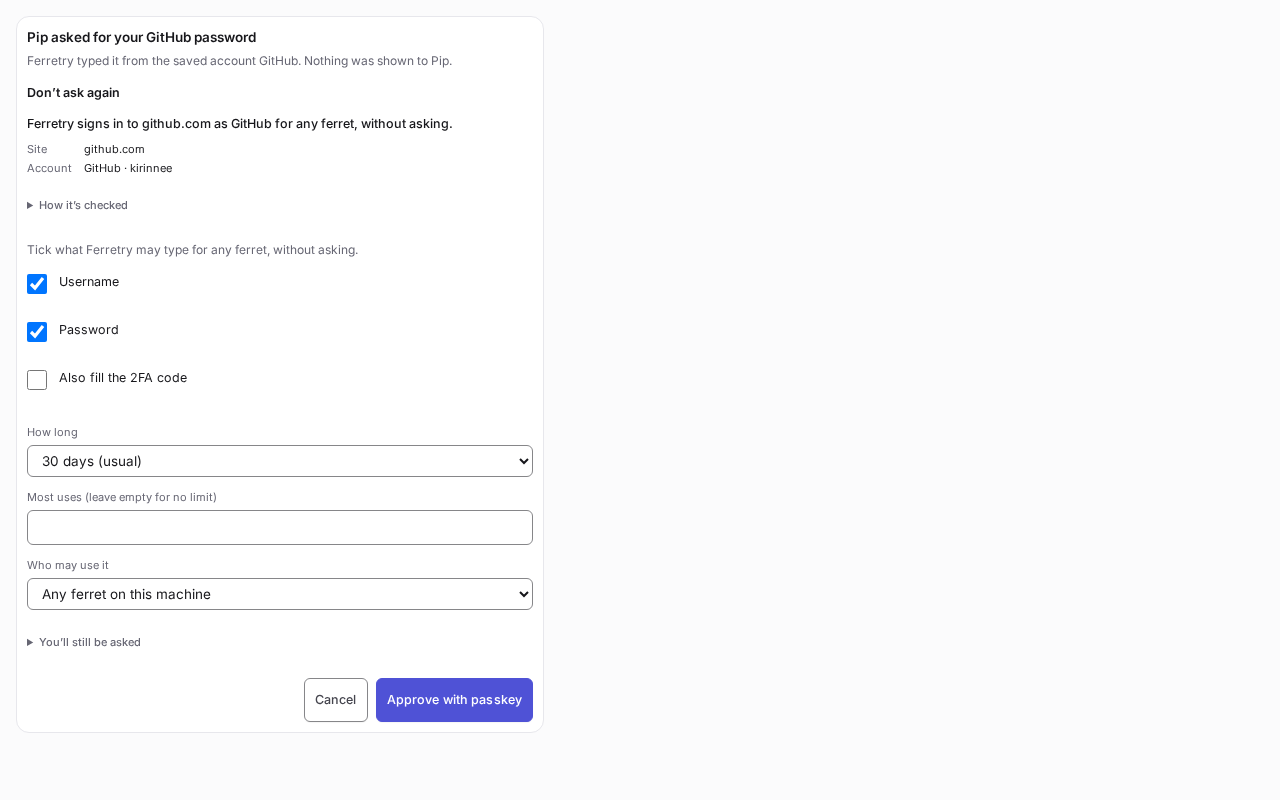 Pip asked for your GitHub password
Ferretry typed it from the saved account GitHub. Nothing was shown to Pip.
Don’t ask again
Ferretry signs in to github.com as GitHub for any ferret, without asking.
Site github.com
Account GitHub · kirinnee
How it’s checked
Tick what Ferretry may type for any ferret, without asking.
Username
Password
Also fill the 2FA code
How long
30 days (usual)
Most uses (leave empty for no limit)
Who may use it
Any ferret on this machine
You’ll still be asked
Cancel Approve with passkey